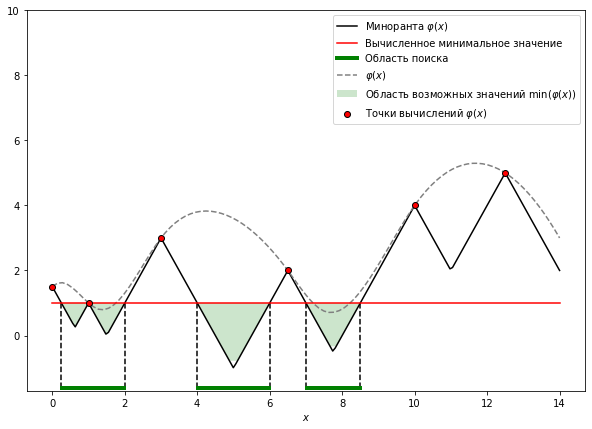 10
8
6
4
2
0
Миноранта φ(x)
Вычисленное минимальное значение
Область поиска
φ(x)
Область возможных значений min(φ(x))
Точки вычислений φ(x)
0 2 4 6 8 10 12 14
x